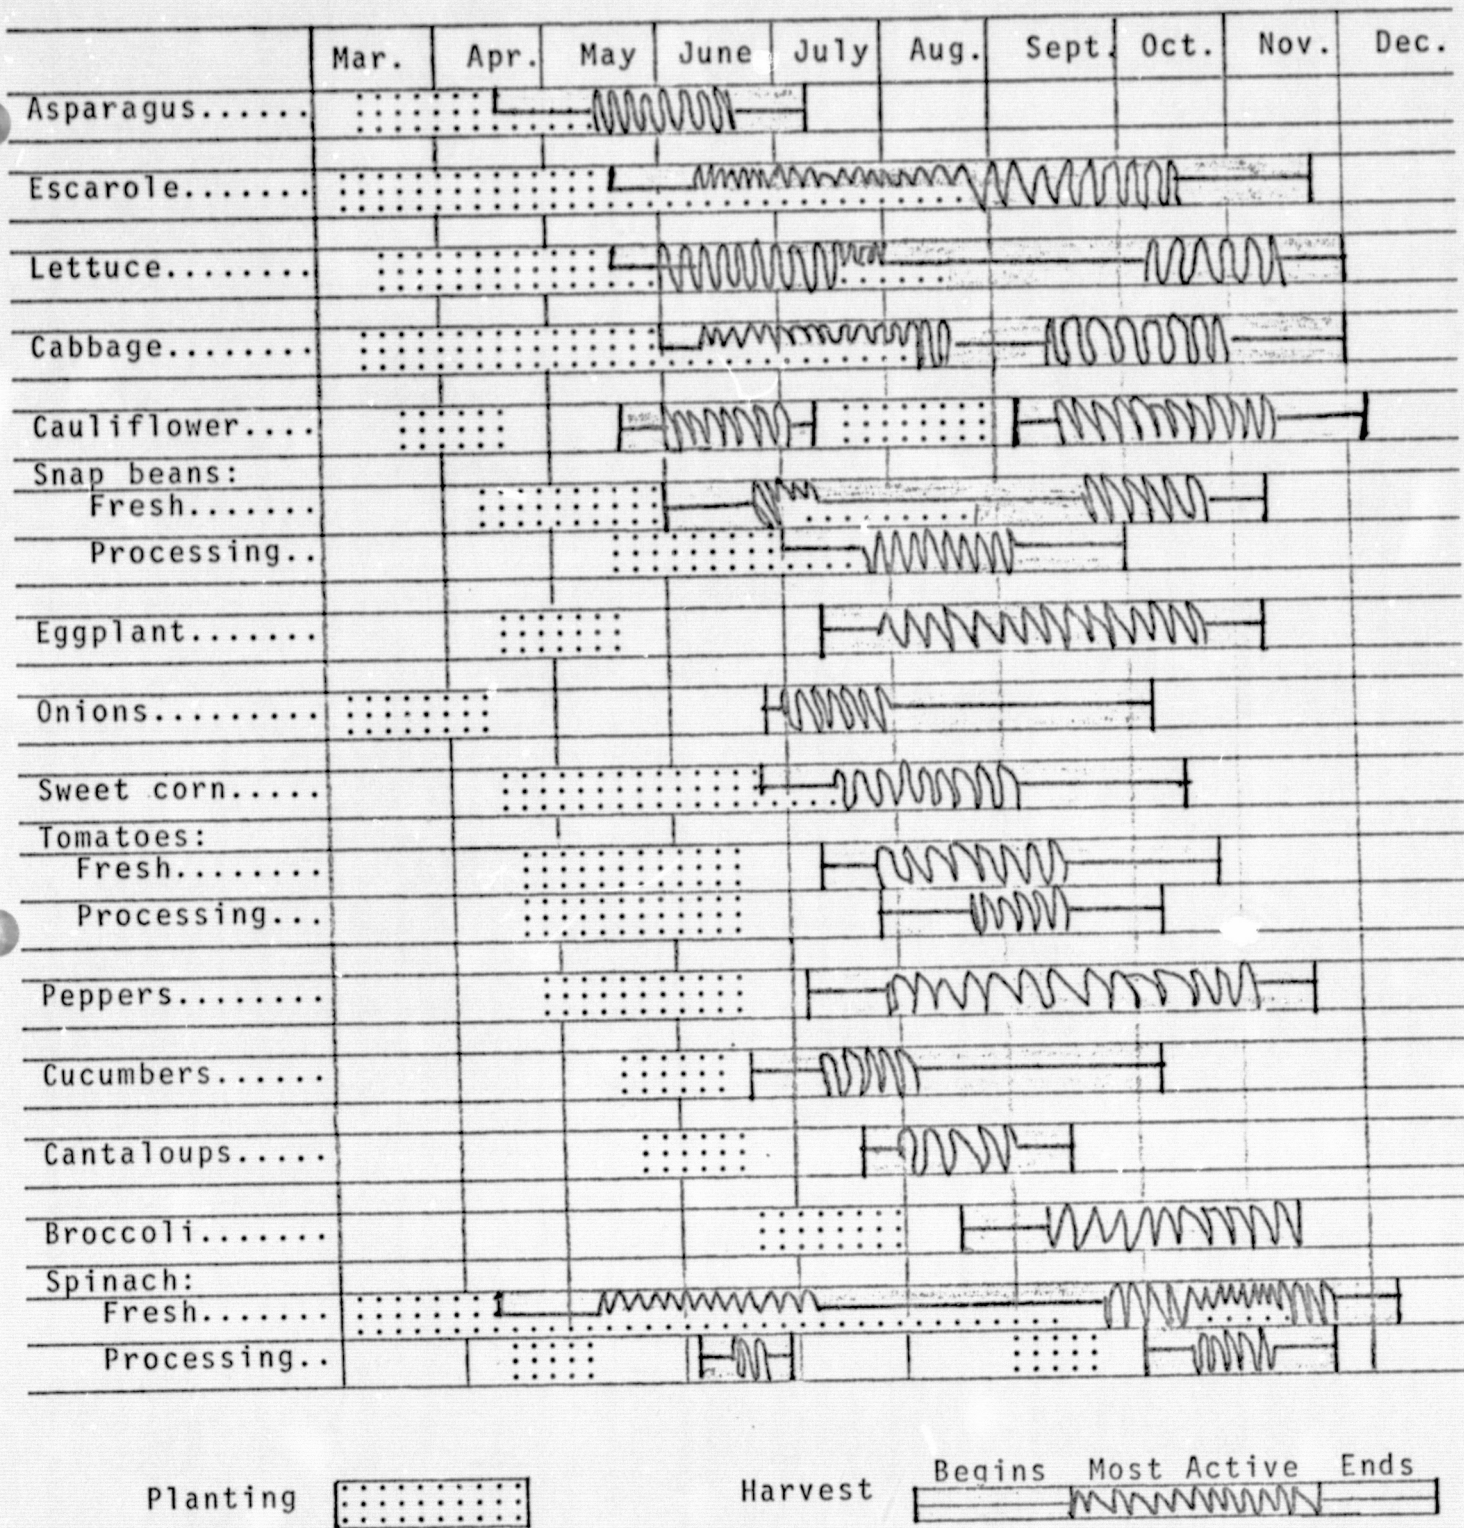 Mar. Apr. May June July Aug. Sept. Oct. Nov. Dec.
Asparagus......
Escarole.......
Lettuce........
Cabbage........
Cauliflower....
Snap beans:
Fresh.......
Processing..
Eggplant.......
Onions.........
Sweet corn.....
Tomatoes:
Fresh........
Processing...
Peppers........
Cucumbers......
Cantaloups.....
Broccoli.......
Spinach:
Fresh.......
Processing..
Begins Most Active Ends
Planting Harvest